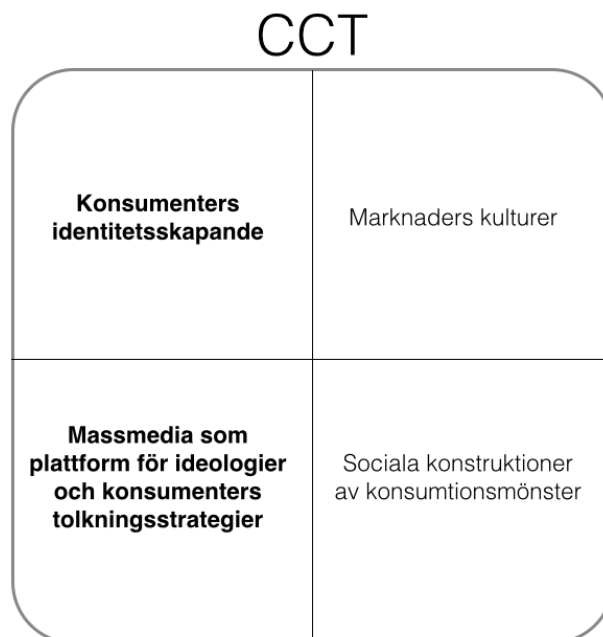 CCT
Konsumenters
identitetsskapande
Marknaders kulturer
Massmedia som
plattform för ideologier
och konsumenters
tolkningsstrategier
Sociala konstruktioner
av konsumtionsmönster